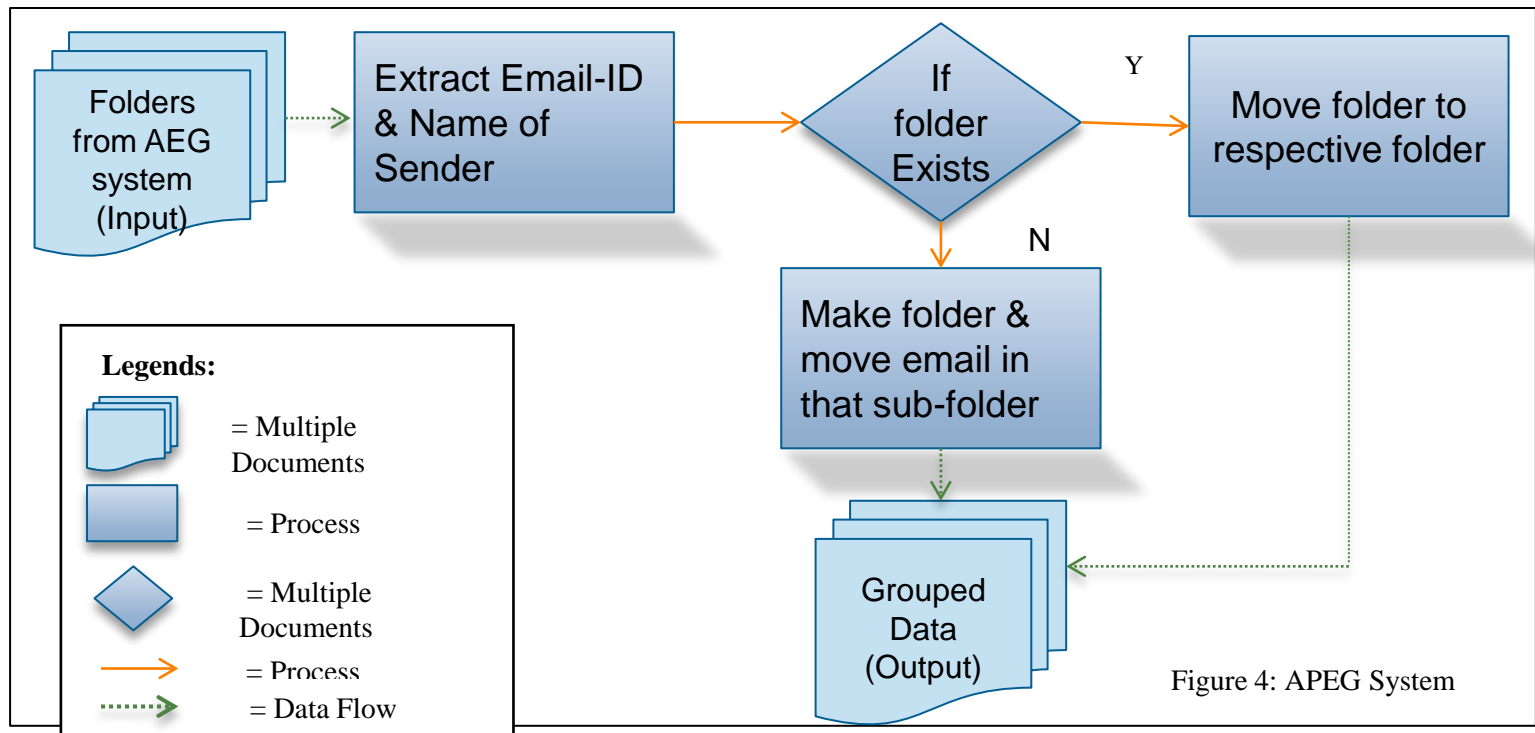 Folders
from AEG
system
(Input)
Extract Email-ID
& Name of
Sender
If
folder
Exists
Y
Move folder to
respective folder
N
Make folder &
move email in
that sub-folder
Grouped
Data
(Output)
Legends:
= Multiple
Documents
= Process
= Multiple
Documents
= Process
= Data Flow
Figure 4: APEG System